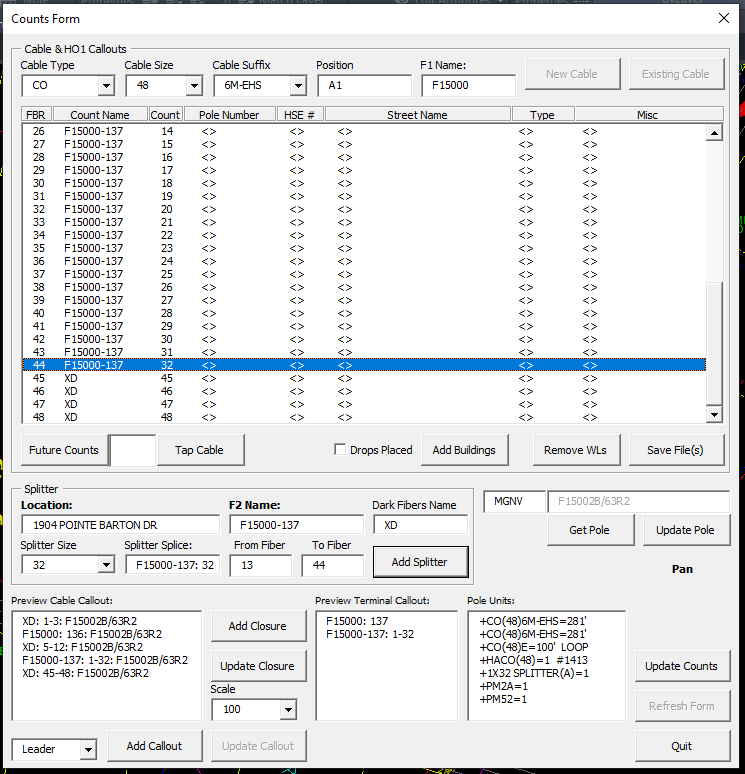 Counts Form
Cable & HO1 Callouts
Cable Type Cable Size Cable Suffix Position F1 Name:
CO 48 6M-EHS A1 F15000 New Cable Existing Cable
FBR Count Name Count Pole Number HSE # Street Name Type Misc
26 F15000-137 14 <> <> <> <> <>
27 F15000-137 15 <> <> <> <> <>
28 F15000-137 16 <> <> <> <> <>
29 F15000-137 17 <> <> <> <> <>
30 F15000-137 18 <> <> <> <> <>
31 F15000-137 19 <> <> <> <> <>
32 F15000-137 20 <> <> <> <> <>
33 F15000-137 21 <> <> <> <> <>
34 F15000-137 22 <> <> <> <> <>
35 F15000-137 23 <> <> <> <> <>
36 F15000-137 24 <> <> <> <> <>
37 F15000-137 25 <> <> <> <> <>
38 F15000-137 26 <> <> <> <> <>
39 F15000-137 27 <> <> <> <> <>
40 F15000-137 28 <> <> <> <> <>
41 F15000-137 29 <> <> <> <> <>
42 F15000-137 30 <> <> <> <> <>
43 F15000-137 31 <> <> <> <> <>
44 F15000-137 32 <> <> <> <> <>
45 XD 45 <> <> <> <> <>
46 XD 46 <> <> <> <> <>
47 XD 47 <> <> <> <> <>
48 XD 48 <> <> <> <> <>
Future Counts Tap Cable Drops Placed Add Buildings Remove WLs Save File(s)
Splitter
Location: F2 Name: Dark Fibers Name
1904 POINTE BARTON DR F15000-137 XD
Splitter Size Splitter Splice: From Fiber To Fiber
32 F15000-137: 32 13 44 Add Splitter
MGNV F15002B/63R2
Get Pole Update Pole
Pan
Preview Cable Callout:
XD: 1-3: F15002B/63R2
F15000: 136: F15002B/63R2
XD: 5-12: F15002B/63R2
F15000-137: 1-32: F15002B/63R2
XD: 45-48: F15002B/63R2
Add Closure
Update Closure
Scale
100
Preview Terminal Callout:
F15000: 137
F15000-137: 1-32
Pole Units:
+CO(48)6M-EHS=281'
+CO(48)6M-EHS=281'
+CO(48)E=100' LOOP
+HACO(48)=1 #1413
+1X32 SPLITTER(A)=1
+PM2A=1
+PM52=1
Update Counts
Refresh Form
Leader Add Callout Update Callout Quit